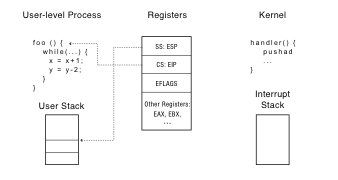 User-level Process
Registers
Kernel
foo () {
while(...) {
x = x+1;
y = y-2;
}
}
SS: ESP
CS: EIP
EFLAGS
Other Registers:
EAX, EBX,
...
handler() {
pushad
...
}
User Stack
Interrupt
Stack